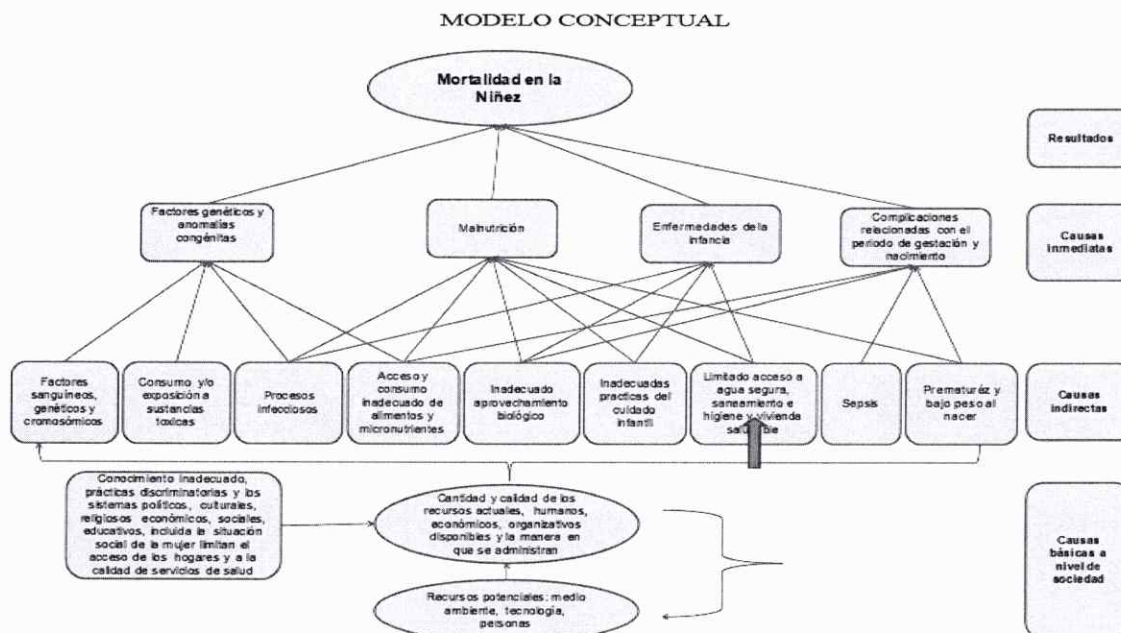 MODELO CONCEPTUAL
Mortalidad en la
Niñez
Resultados
Factores genéticos y
anomalías
congénitas
Malnutrición
Enfermedades de la
infancia
Complicaciones
relacionadas con el
periodo de gestación y
nacimiento
Causas
inmediatas
Factores
sanguíneos,
genéticos y
cromosómicos
Consumo y/o
exposición a
sustancias
toxicas
Procesos
infecciosos
Acceso y
consumo
inadecuado de
alimentos y
micronutrientes
Inadecuado
aprovechamiento
biológico
Inadecuadas
practicas del
cuidado
infantil
Limitado acceso a
agua segura,
saneamiento e
higiene y vivienda
Sepsis
Prematuréz y
bajo peso al
nacer
Causas
indirectas
Conocimiento inadecuado,
prácticas discriminatorias y los
sistemas políticos, culturales,
religiosos económicos, sociales,
educativos, incluida la situación
social de la mujer limitan el
acceso de los hogares y a la
calidad de servicios de salud
Cantidad y calidad de los
recursos actuales, humanos,
económicos, organizativos
disponibles y la manera en
que se administran
Recursos potenciales: medio
ambiente, tecnología,
personas
Causas
básicas a
nivel de
sociedad